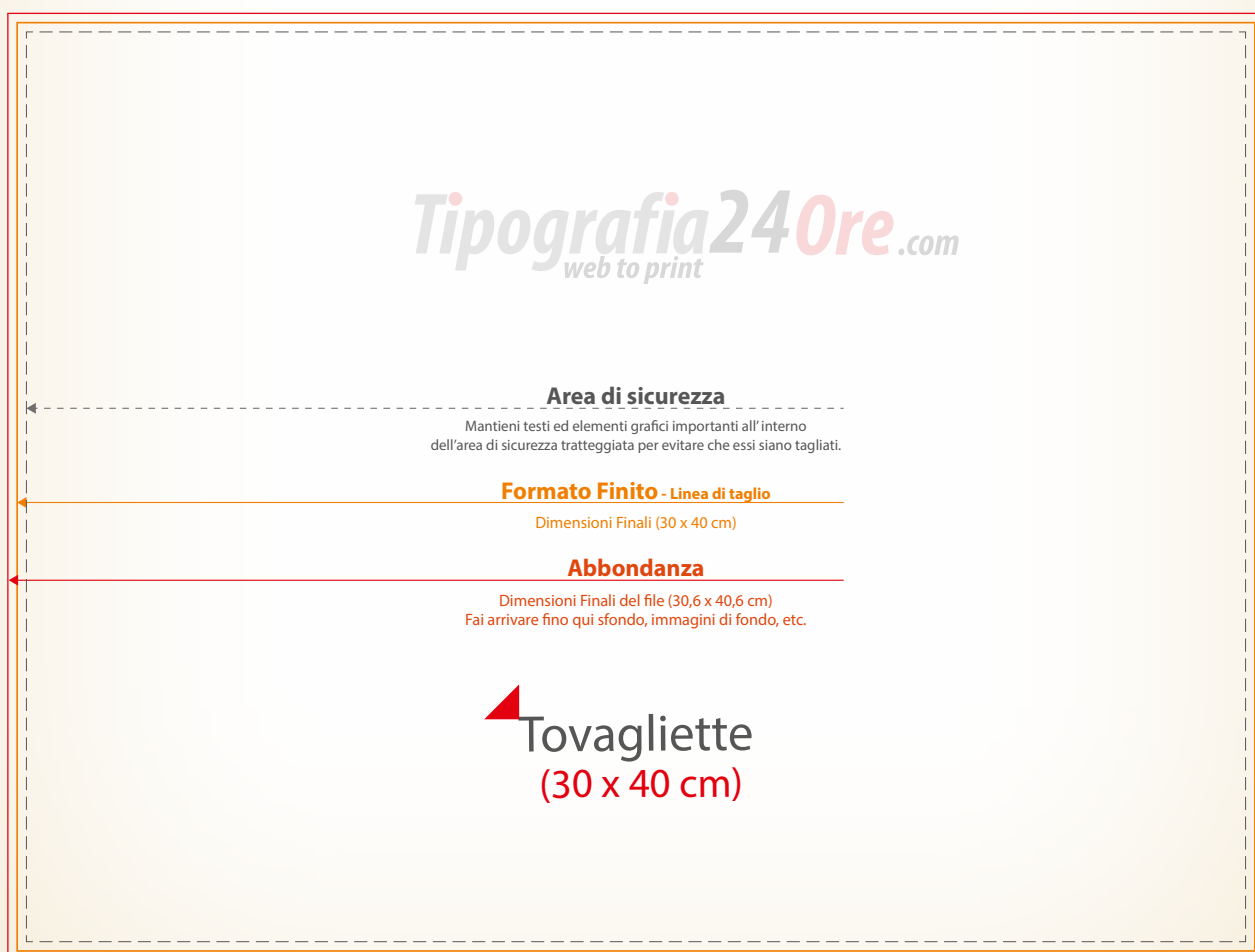 Tipografia24Ore.com
web to print
Area di sicurezza
Mantieni testi ed elementi grafici importanti all'interno
dell'area di sicurezza tratteggiata per evitare che essi siano tagliati.
Formato Finito - Linea di taglio
Dimensioni Finali (30 x 40 cm)
Abbondanza
Dimensioni Finali del file (30,6 x 40,6 cm)
Fai arrivare fino qui sfondo, immagini di fondo, etc.
Tovagliette
(30 x 40 cm)